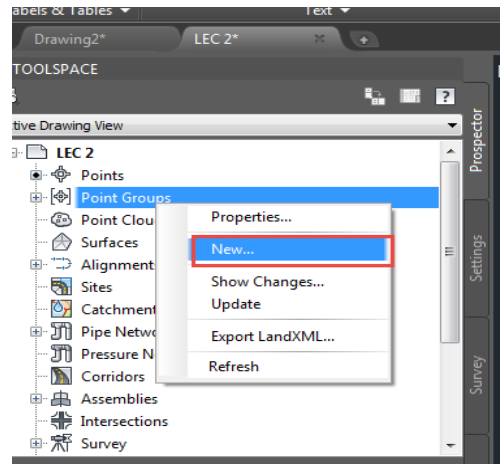 abels & Tables Text
Drawing2* LEC 2*
TOOLSPACE
?
tive Drawing View
LEC 2
Points
Point Groups
Point Clou
Properties...
Surfaces
New...
Alignment
Sites
Show Changes...
Catchment
Update
Pipe Netwo
Export LandXML...
Pressure N
Corridors
Refresh
Assemblies
Intersections
Survey
Prospector
Settings
Survey